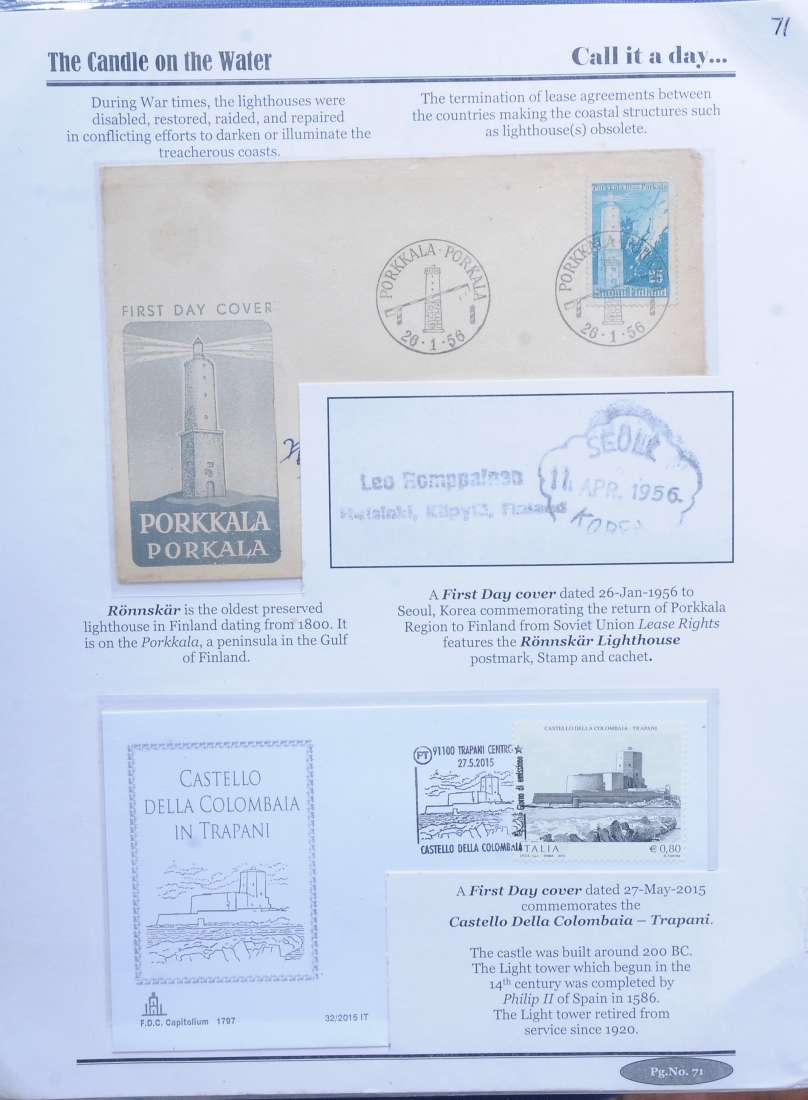 71
The Candle on the Water
Call it a day...
During War times, the lighthouses were
disabled, restored, raided, and repaired
in conflicting efforts to darken or illuminate the
treacherous coasts.
The termination of lease agreements between
the countries making the coastal structures such
as lighthouse(s) obsolete.
PORKKALA · PORKALA
26·1·56
PORKKALA
26·1·56
25
Suomi Finland
FIRST DAY COVER
PORKKALA
PORKALA
Leo Romppainen
Helsinki, Käpylä, Finland
SEOUL
11 APR. 1956
KOREA
Rönnskär is the oldest preserved
lighthouse in Finland dating from 1800. It
is on the Porkkala, a peninsula in the Gulf
of Finland.
A First Day cover dated 26-Jan-1956 to
Seoul, Korea commemorating the return of Porkkala
Region to Finland from Soviet Union Lease Rights
features the Rönnskär Lighthouse
postmark, Stamp and cachet.
CASTELLO
DELLA COLOMBAIA
IN TRAPANI
F.D.C. Capitolium 1797
32/2015 IT
PT 91100 TRAPANI CENTRO
27.5.2015
Giorno di emissione
CASTELLO DELLA COLOMBAIA
CASTELLO DELLA COLOMBAIA - TRAPANI
ITALIA
€ 0,80
A First Day cover dated 27-May-2015
commemorates the
Castello Della Colombaia – Trapani.
The castle was built around 200 BC.
The Light tower which begun in the
14th century was completed by
Philip II of Spain in 1586.
The Light tower retired from
service since 1920.
Pg.No. 71